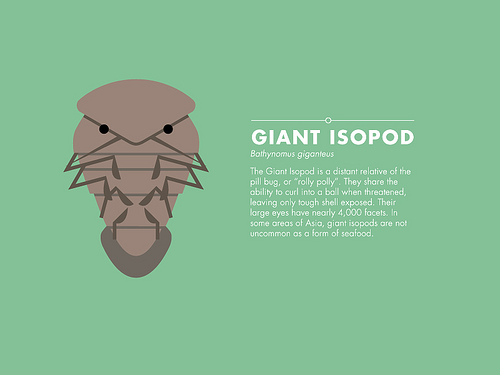 GIANT ISOPOD
Bathynomus giganteus
The Giant Isopod is a distant relative of the
pill bug, or "rolly polly". They share the
ability to curl into a ball when threatened,
leaving only tough shell exposed. Their
large eyes have nearly 4,000 facets. In
some areas of Asia, giant isopods are not
uncommon as a form of seafood.